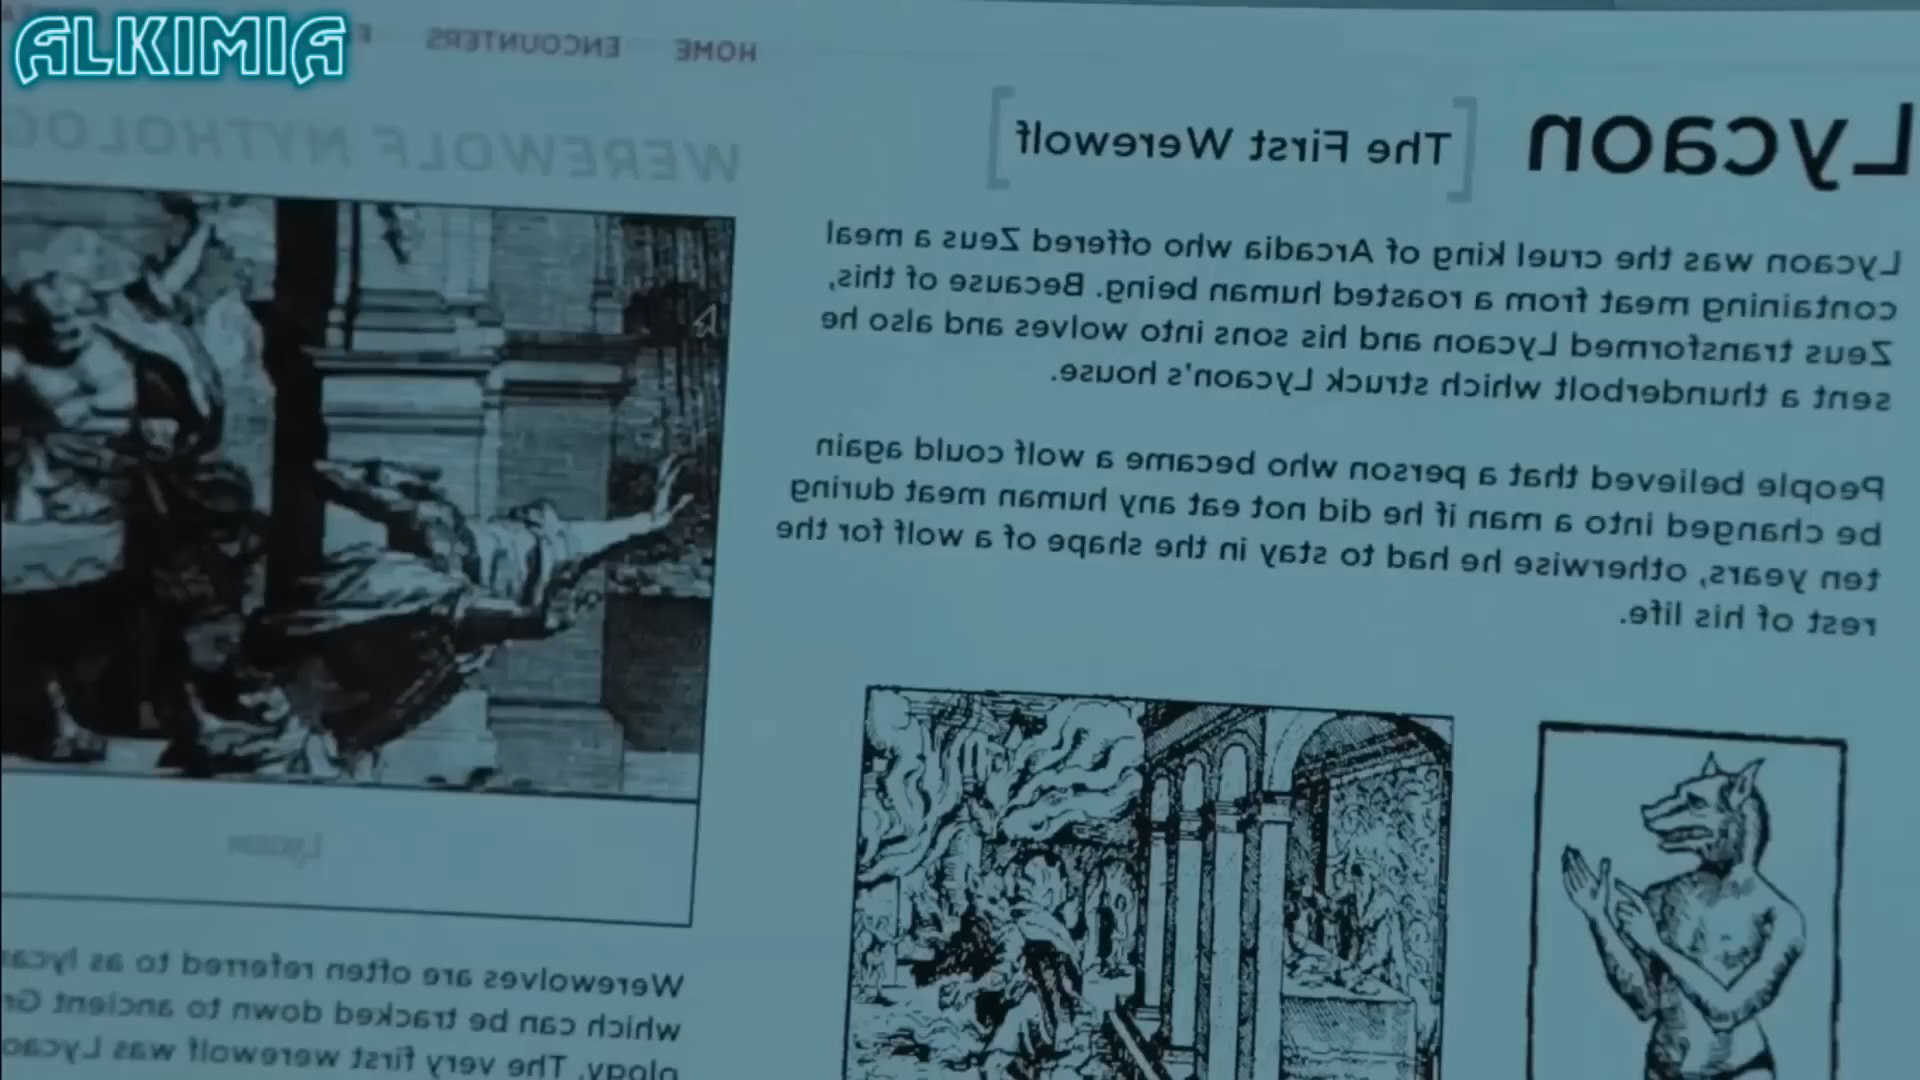 ALKIMIA
HOME ENCOUNTERS
WEREWOLF MYTHOLOG
Lycaon [The First Werewolf]
Lycaon was the cruel king of Arcadia who offered Zeus a meal
containing meat from a roasted human being. Because of this,
Zeus transformed Lycaon and his sons into wolves and also he
sent a thunderbolt which struck Lycaon's house.
People believed that a person who became a wolf could again
be changed into a man if he did not eat any human meat during
ten years, otherwise he had to stay in the shape of a wolf for the
rest of his life.
Lycaon
Werewolves are often referred to as lyca
which can be tracked down to ancient Gr
ology. The very first werewolf was Lycao